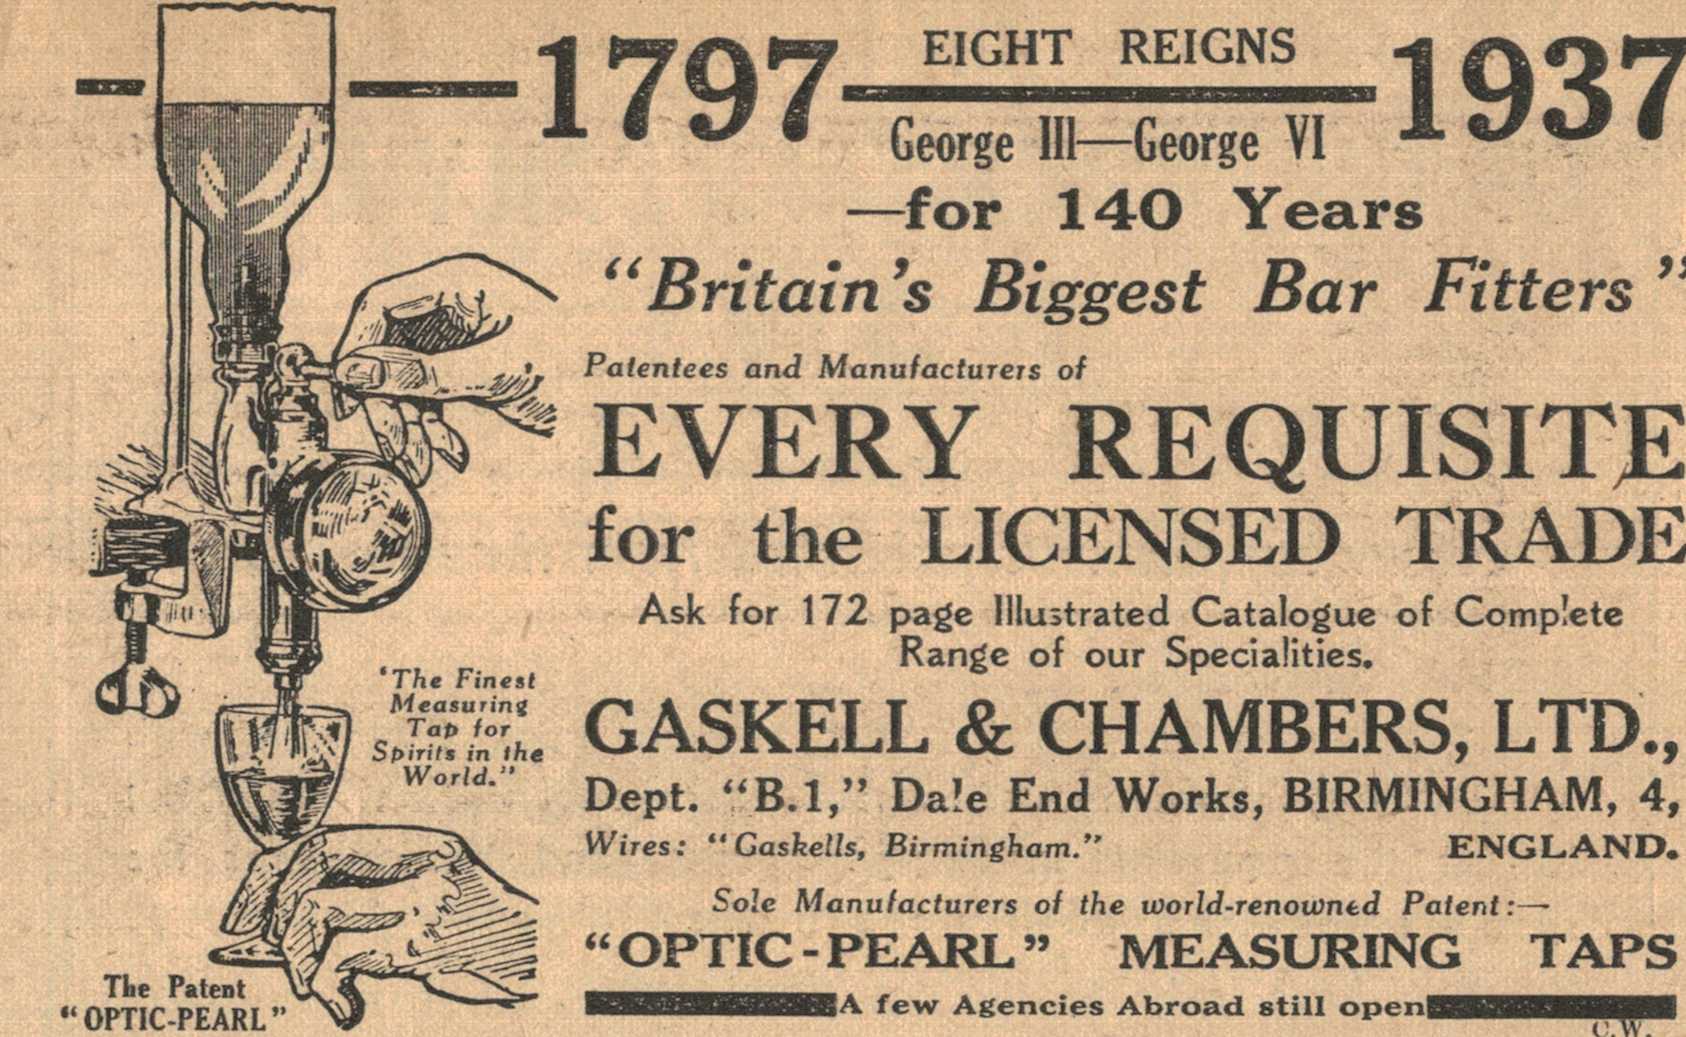 1797 EIGHT REIGNS 1937
George III—George VI
—for 140 Years
“Britain’s Biggest Bar Fitters”
Patentees and Manufacturers of
EVERY REQUISITE
for the LICENSED TRADE
Ask for 172 page Illustrated Catalogue of Complete
Range of our Specialities.
GASKELL & CHAMBERS, LTD.,
Dept. “B.1,” Dale End Works, BIRMINGHAM, 4,
Wires: “Gaskells, Birmingham.” ENGLAND.
Sole Manufacturers of the world-renowned Patent:—
“OPTIC-PEARL” MEASURING TAPS
A few Agencies Abroad still open
C.W.
‘The Finest
Measuring
Tap for
Spirits in the
World.”
The Patent
“OPTIC-PEARL”